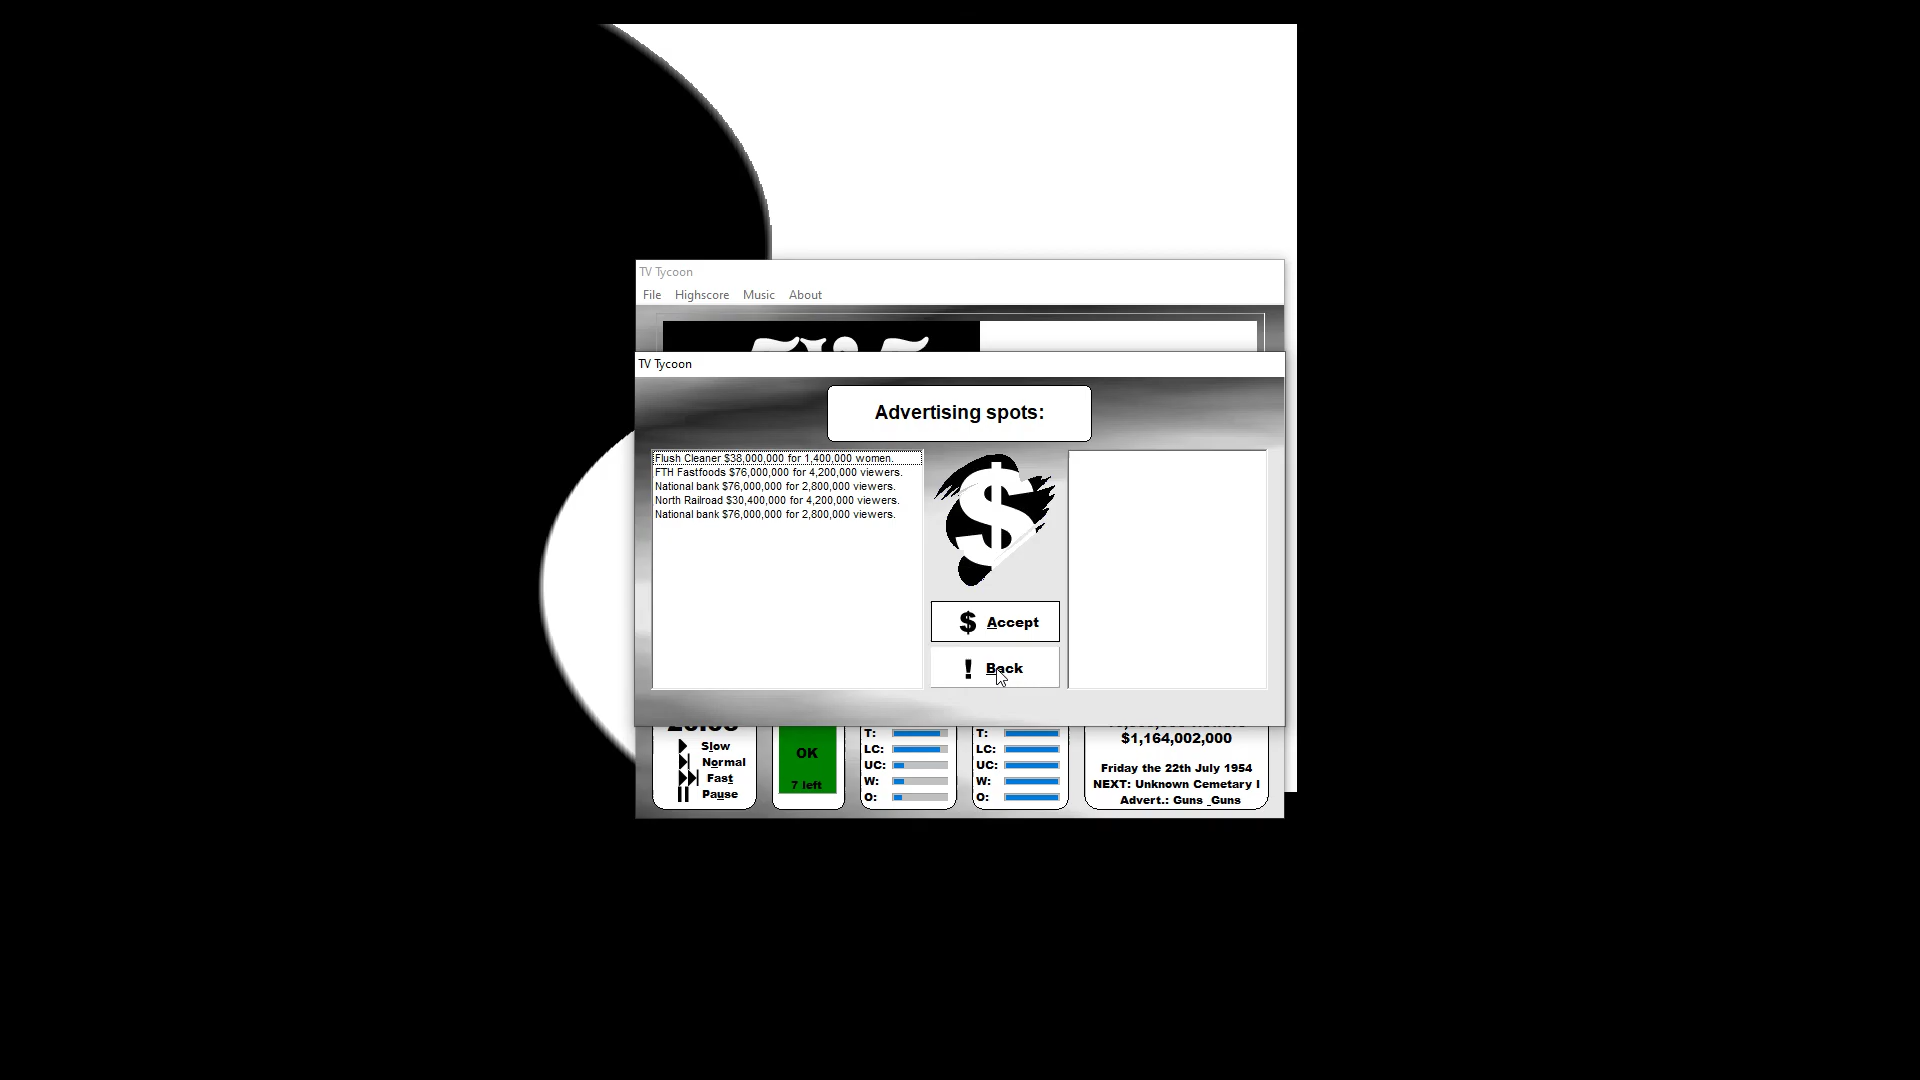 TV Tycoon
File Highscore Music About
TV Tycoon
Advertising spots:
Flush Cleaner $38,000,000 for 1,400,000 women.
FTH Fastfoods $76,000,000 for 4,200,000 viewers.
National bank $76,000,000 for 2,800,000 viewers.
North Railroad $30,400,000 for 4,200,000 viewers.
National bank $76,000,000 for 2,800,000 viewers.
$
$ Accept
! Back
Slow
Normal
Fast
Pause
OK
7 left
T:
LC:
UC:
W:
O:
T:
LC:
UC:
W:
O:
$1,164,002,000
Friday the 22th July 1954
NEXT: Unknown Cemetary I
Advert.: Guns _Guns